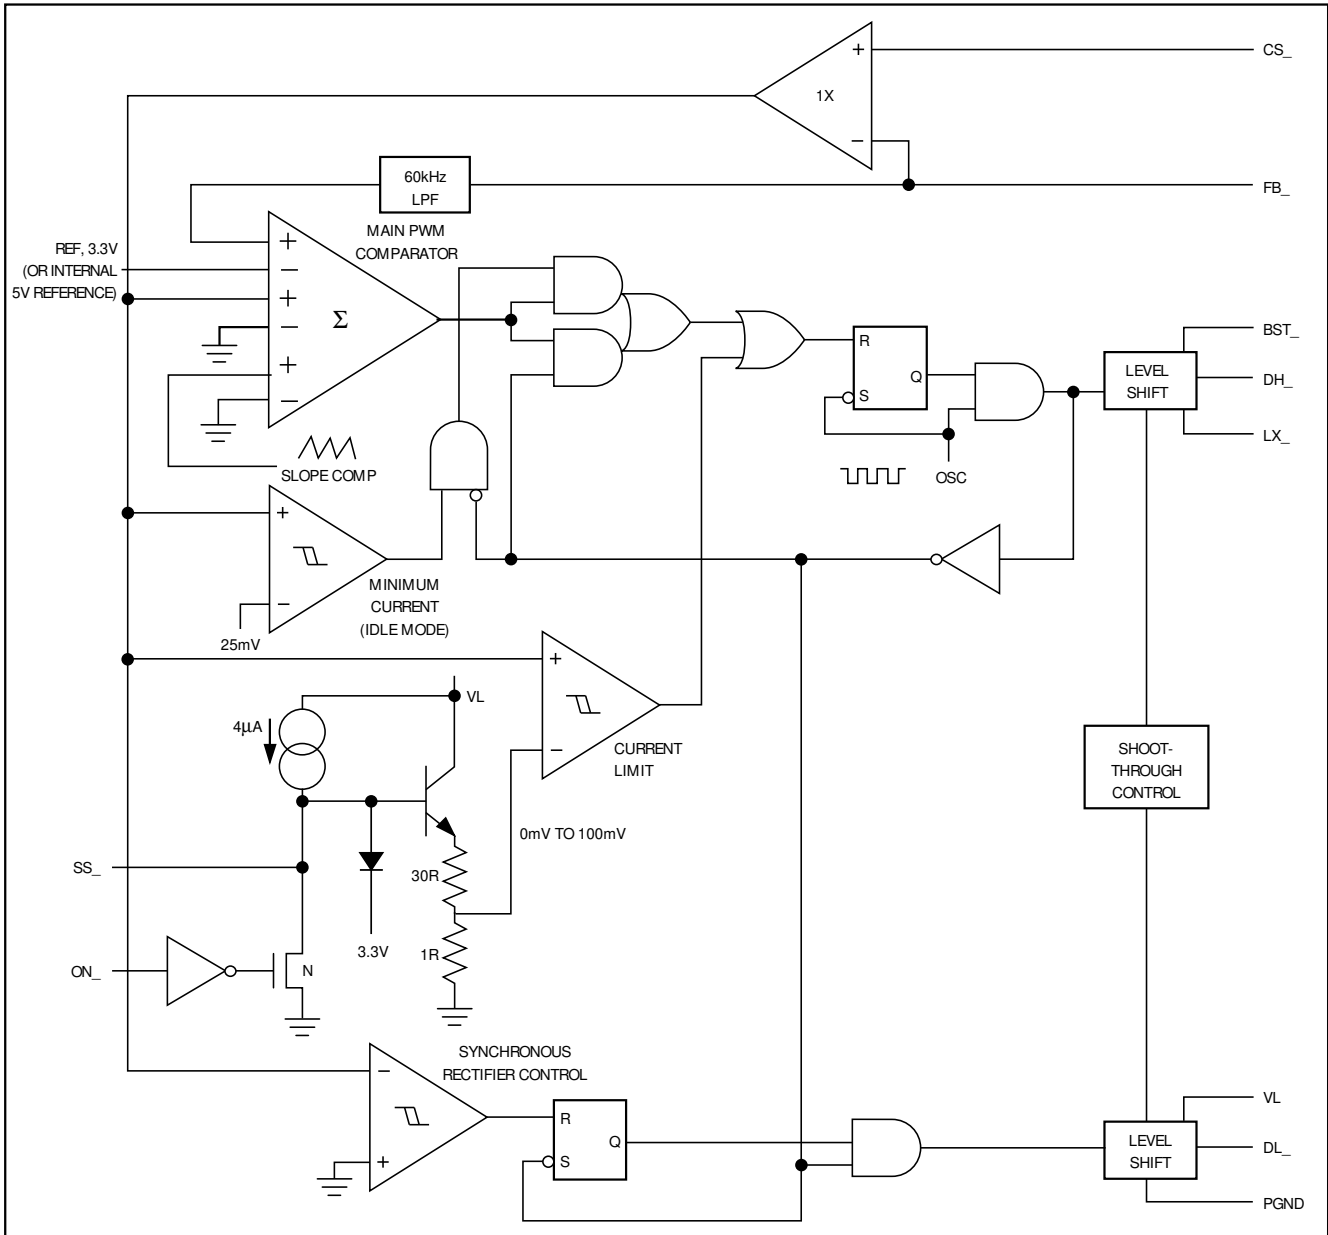 CS_
+
1X
−
60kHz
LPF
FB_
MAIN PWM
COMPARATOR
REF, 3.3V
(OR INTERNAL
5V REFERENCE)
+
−
+
−
+
−
Σ
SLOPE COMP
R
Q
S
OSC
LEVEL
SHIFT
BST_
DH_
LX_
+
−
25mV
MINIMUM
CURRENT
(IDLE MODE)
VL
4µA
+
−
CURRENT
LIMIT
SHOOT-
THROUGH
CONTROL
0mV TO 100mV
SS_
30R
3.3V
1R
ON_
N
SYNCHRONOUS
RECTIFIER CONTROL
−
+
R
Q
S
LEVEL
SHIFT
VL
DL_
PGND